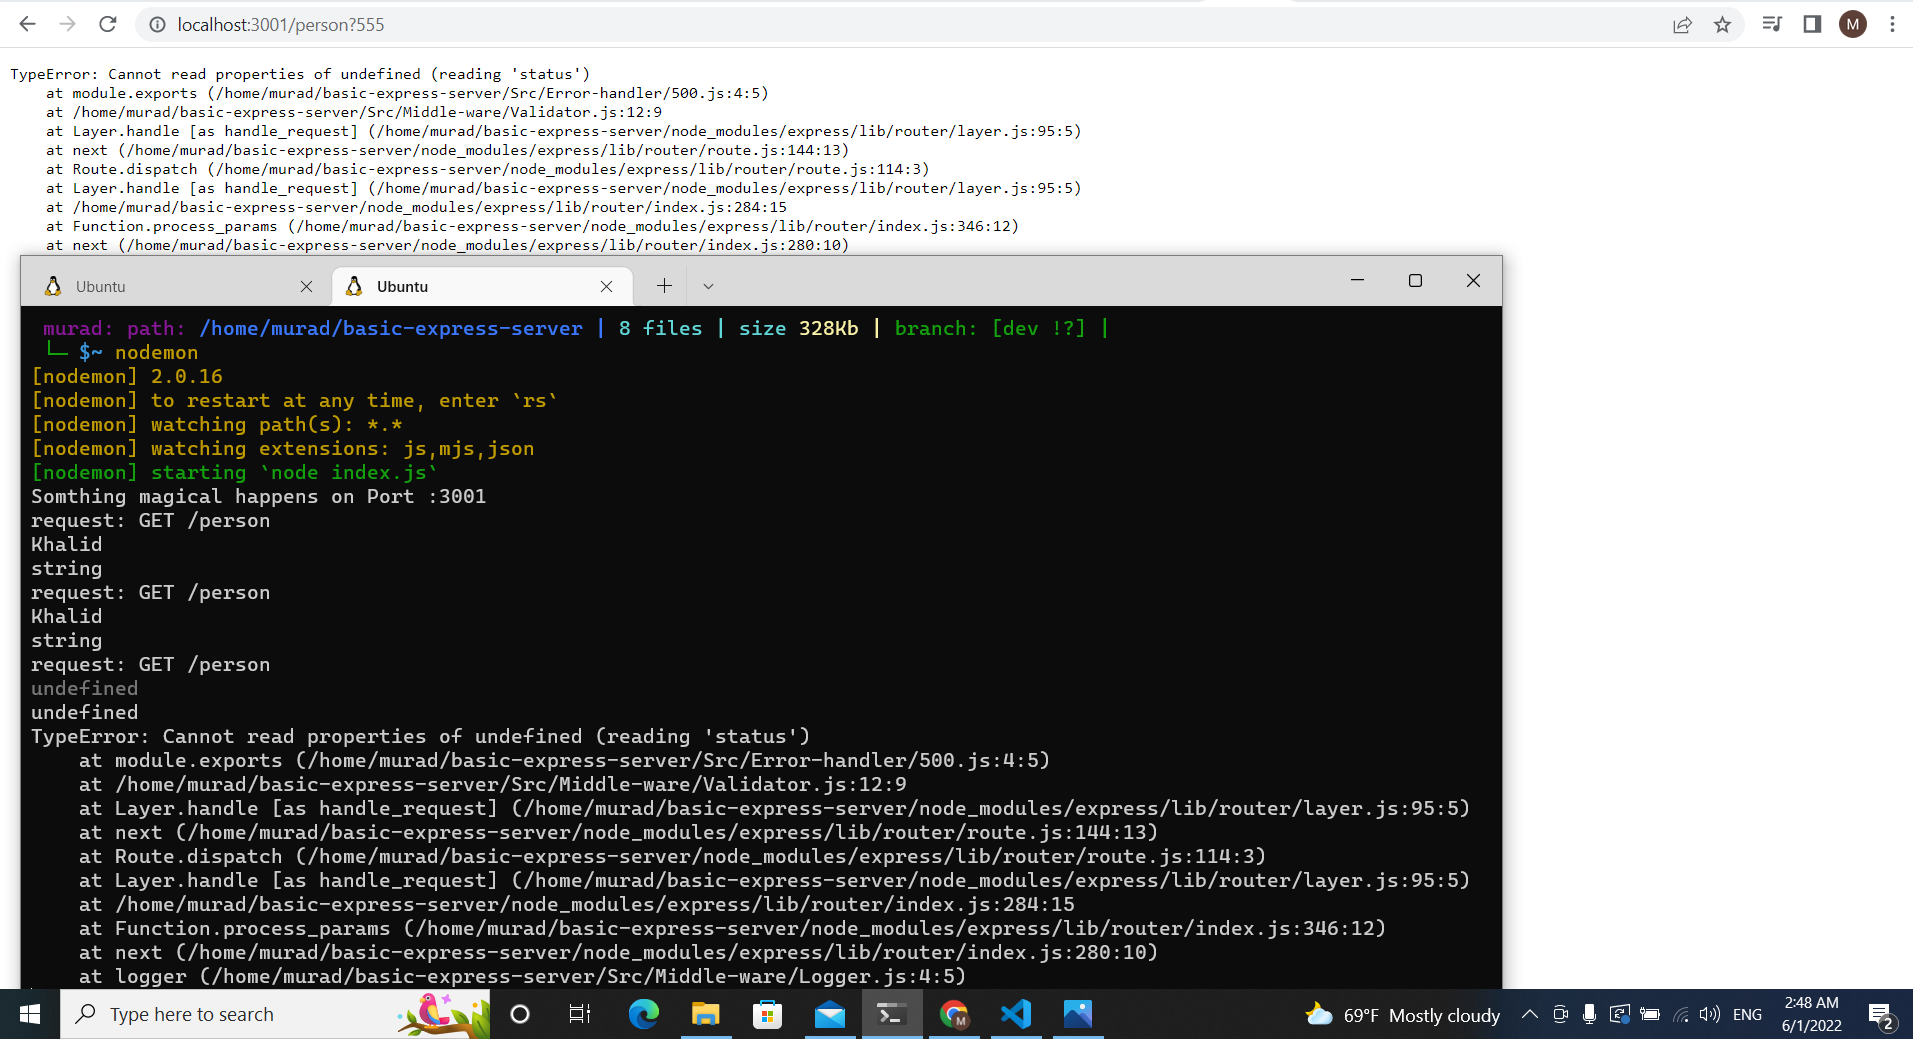 localhost:3001/person?555
M
TypeError: Cannot read properties of undefined (reading 'status')
at module.exports (/home/murad/basic-express-server/Src/Error-handler/500.js:4:5)
at /home/murad/basic-express-server/Src/Middle-ware/Validator.js:12:9
at Layer.handle [as handle_request] (/home/murad/basic-express-server/node_modules/express/lib/router/layer.js:95:5)
at next (/home/murad/basic-express-server/node_modules/express/lib/router/route.js:144:13)
at Route.dispatch (/home/murad/basic-express-server/node_modules/express/lib/router/route.js:114:3)
at Layer.handle [as handle_request] (/home/murad/basic-express-server/node_modules/express/lib/router/layer.js:95:5)
at /home/murad/basic-express-server/node_modules/express/lib/router/index.js:284:15
at Function.process_params (/home/murad/basic-express-server/node_modules/express/lib/router/index.js:346:12)
at next (/home/murad/basic-express-server/node_modules/express/lib/router/index.js:280:10)
Ubuntu
Ubuntu
murad: path: /home/murad/basic-express-server | 8 files | size 328Kb | branch: [dev !?] |
└─ $~ nodemon
[nodemon] 2.0.16
[nodemon] to restart at any time, enter `rs`
[nodemon] watching path(s): *.*
[nodemon] watching extensions: js,mjs,json
[nodemon] starting `node index.js`
Somthing magical happens on Port :3001
request: GET /person
Khalid
string
request: GET /person
Khalid
string
request: GET /person
undefined
undefined
TypeError: Cannot read properties of undefined (reading 'status')
at module.exports (/home/murad/basic-express-server/Src/Error-handler/500.js:4:5)
at /home/murad/basic-express-server/Src/Middle-ware/Validator.js:12:9
at Layer.handle [as handle_request] (/home/murad/basic-express-server/node_modules/express/lib/router/layer.js:95:5)
at next (/home/murad/basic-express-server/node_modules/express/lib/router/route.js:144:13)
at Route.dispatch (/home/murad/basic-express-server/node_modules/express/lib/router/route.js:114:3)
at Layer.handle [as handle_request] (/home/murad/basic-express-server/node_modules/express/lib/router/layer.js:95:5)
at /home/murad/basic-express-server/node_modules/express/lib/router/index.js:284:15
at Function.process_params (/home/murad/basic-express-server/node_modules/express/lib/router/index.js:346:12)
at next (/home/murad/basic-express-server/node_modules/express/lib/router/index.js:280:10)
at logger (/home/murad/basic-express-server/Src/Middle-ware/Logger.js:4:5)
Type here to search
M
69°F Mostly cloudy
ENG
2:48 AM
6/1/2022
2